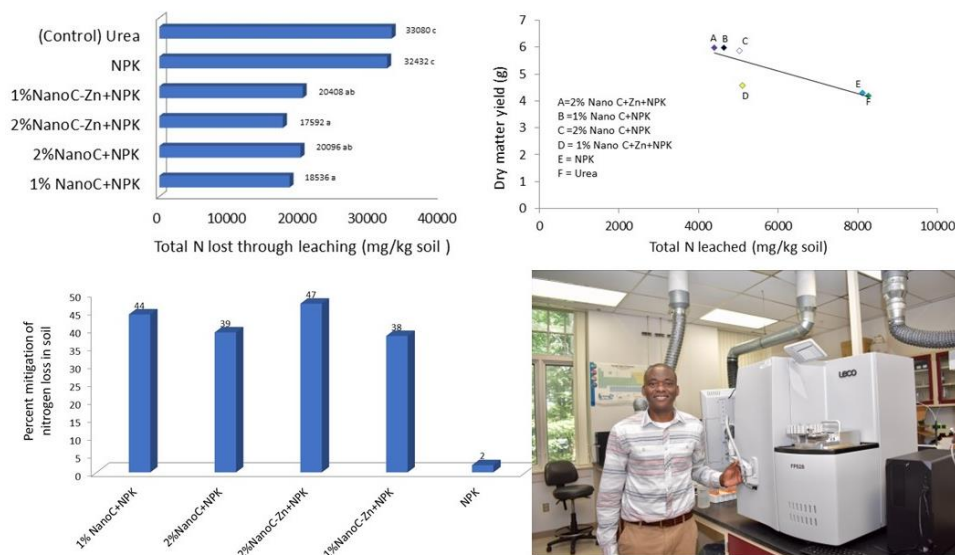 (Control) Urea
33080 c
NPK
32432 c
1%NanoC-Zn+NPK
20408 ab
2%NanoC-Zn+NPK
17592 a
2%NanoC+NPK
20096 ab
1% NanoC+NPK
18536 a
0 10000 20000 30000 40000
Total N lost through leaching (mg/kg soil )
Dry matter yield (g)
7
6
5
4
3
2
1
0
A B C
D
E
F
A=2% Nano C+Zn+NPK
B =1% Nano C+NPK
C =2% Nano C+NPK
D = 1% Nano C+Zn+NPK
E = NPK
F = Urea
0 2000 4000 6000 8000 10000
Total N leached (mg/kg soil)
Percent mitigation of
nitrogen loss in soil
50
45
40
35
30
25
20
15
10
5
0
44
39
47
38
2
1% NanoC+NPK
2%NanoC+NPK
2%NanoC-Zn+NPK
1%NanoC-Zn+NPK
NPK
LECO
FP828